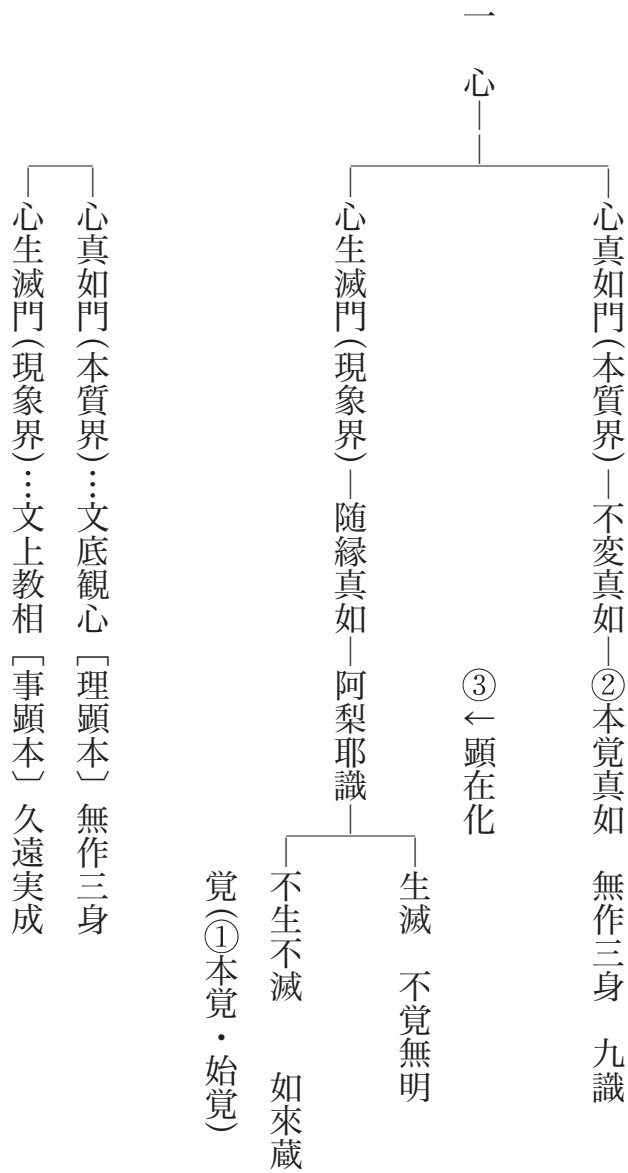 心真如門(本質界)―不変真如―②本覚真如　無作三身　九識
一　心――
③←顕在化
生滅　不覚無明
心生滅門(現象界)―随縁真如―阿梨耶識―
不生不滅　如來蔵
覚(①本覚・始覚)
心真如門(本質界)…文底観心［理顕本］無作三身
心生滅門(現象界)…文上教相［事顕本〕久遠実成